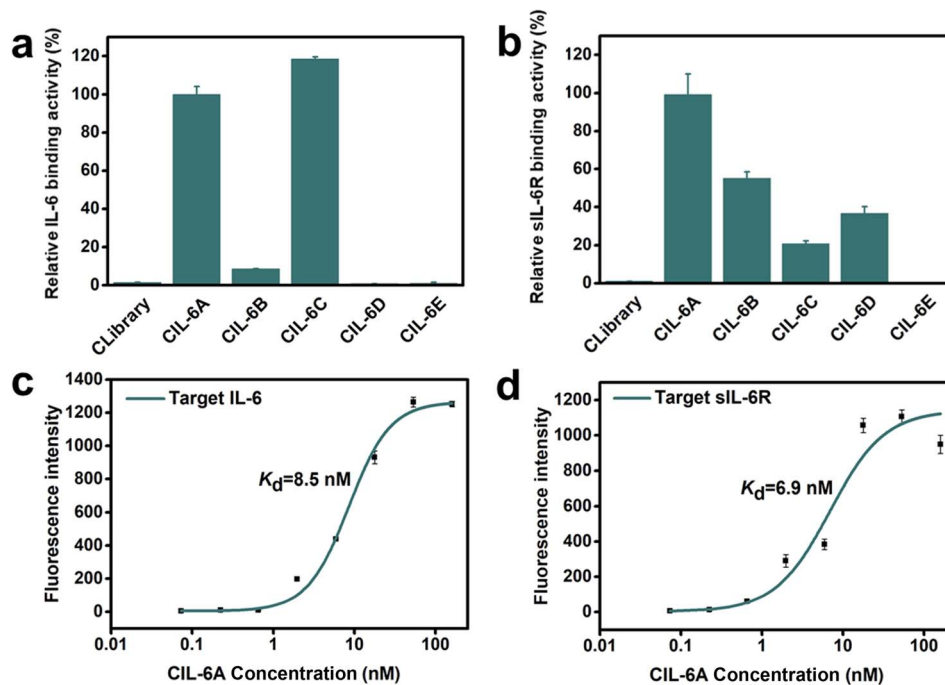 a
Relative IL-6 binding activity (%)
120
100
80
60
40
20
0
CLibrary
CIL-6A
CIL-6B
CIL-6C
CIL-6D
CIL-6E
b
Relative sIL-6R binding activity (%)
120
100
80
60
40
20
0
CLibrary
CIL-6A
CIL-6B
CIL-6C
CIL-6D
CIL-6E
c
Fluorescence intensity
1400
1200
1000
800
600
400
200
0
Target IL-6
Kd=8.5 nM
0.01
0.1
1
10
100
CIL-6A Concentration (nM)
d
Fluorescence intensity
1200
1000
800
600
400
200
0
Target sIL-6R
Kd=6.9 nM
0.01
0.1
1
10
100
CIL-6A Concentration (nM)